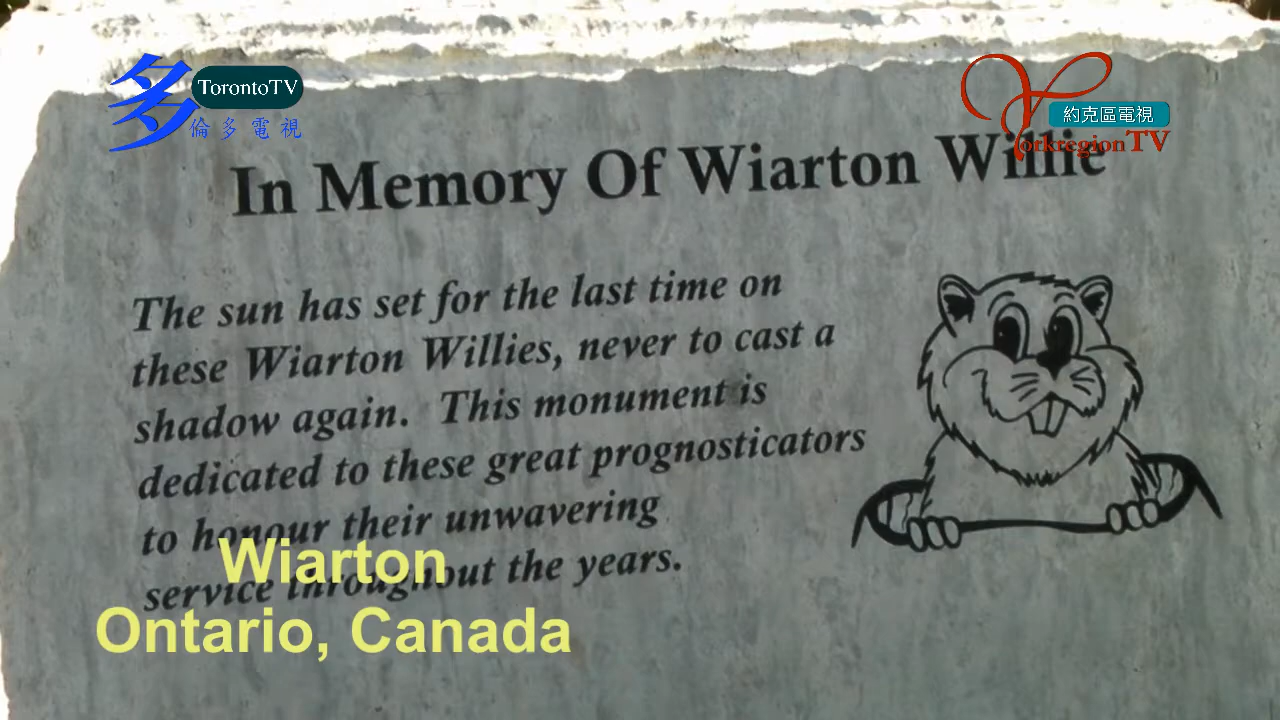 多 TorontoTV
倫多電視
約克區電視
YorkregionTV
In Memory Of Wiarton Willie
The sun has set for the last time on
these Wiarton Willies, never to cast a
shadow again. This monument is
dedicated to these great prognosticators
to honour their unwavering
service throughout the years.
Wiarton
Ontario, Canada